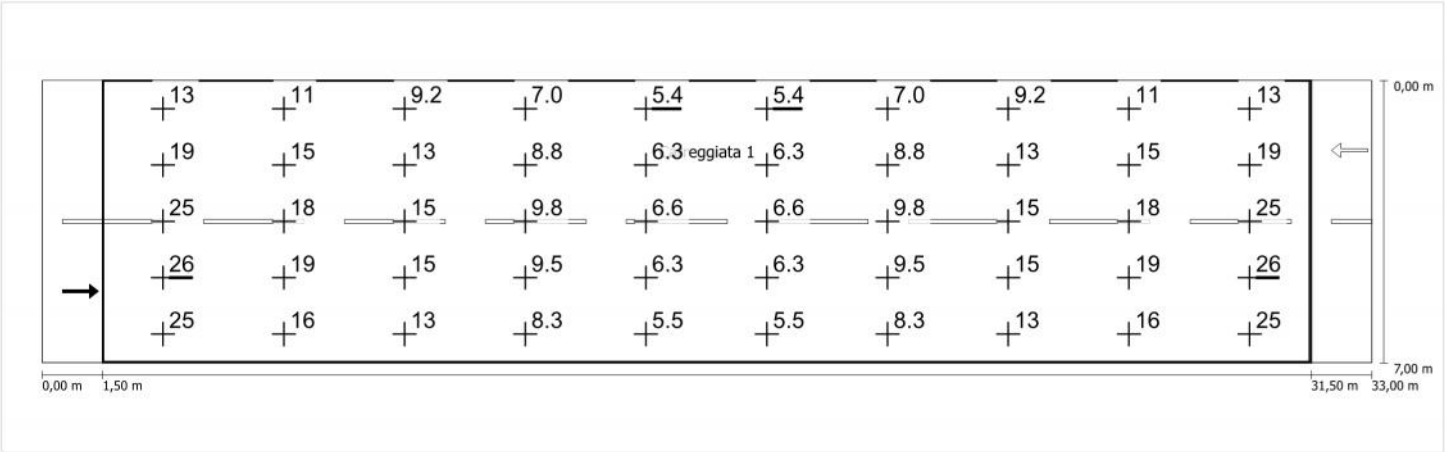 13 11 9.2 7.0 5.4 5.4 7.0 9.2 11 13
0,00 m
19 15 13 8.8 6.3 reggiata 1 6.3 8.8 13 15 19
25 18 15 9.8 6.6 6.6 9.8 15 18 25
26 19 15 9.5 6.3 6.3 9.5 15 19 26
25 16 13 8.3 5.5 5.5 8.3 13 16 25
7,00 m
0,00 m 1,50 m 31,50 m 33,00 m